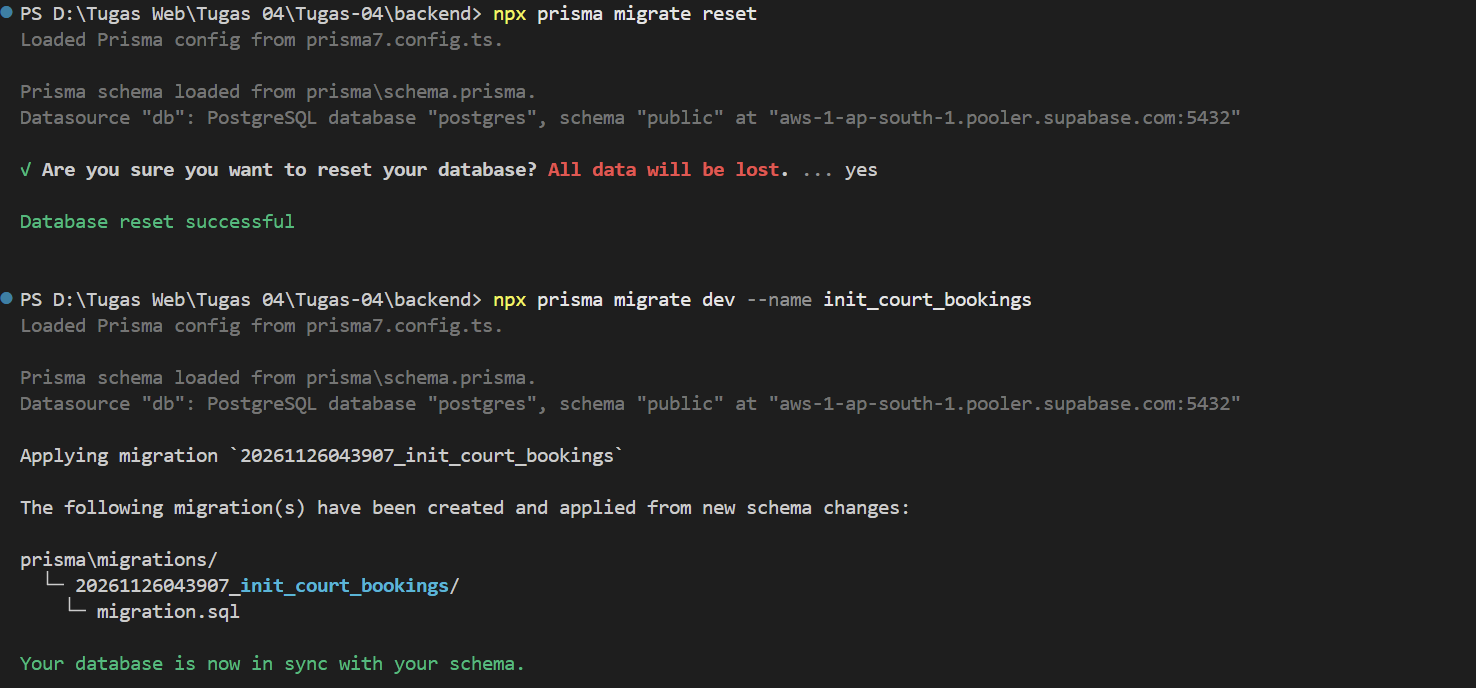 PS D:\Tugas Web\Tugas 04\Tugas-04\backend> npx prisma migrate reset
Loaded Prisma config from prisma7.config.ts.
Prisma schema loaded from prisma\schema.prisma.
Datasource "db": PostgreSQL database "postgres", schema "public" at "aws-1-ap-south-1.pooler.supabase.com:5432"
√ Are you sure you want to reset your database? All data will be lost. ... yes
Database reset successful
PS D:\Tugas Web\Tugas 04\Tugas-04\backend> npx prisma migrate dev --name init_court_bookings
Loaded Prisma config from prisma7.config.ts.
Prisma schema loaded from prisma\schema.prisma.
Datasource "db": PostgreSQL database "postgres", schema "public" at "aws-1-ap-south-1.pooler.supabase.com:5432"
Applying migration `20261126043907_init_court_bookings`
The following migration(s) have been created and applied from new schema changes:
prisma\migrations/
└─ 20261126043907_init_court_bookings/
└─ migration.sql
Your database is now in sync with your schema.